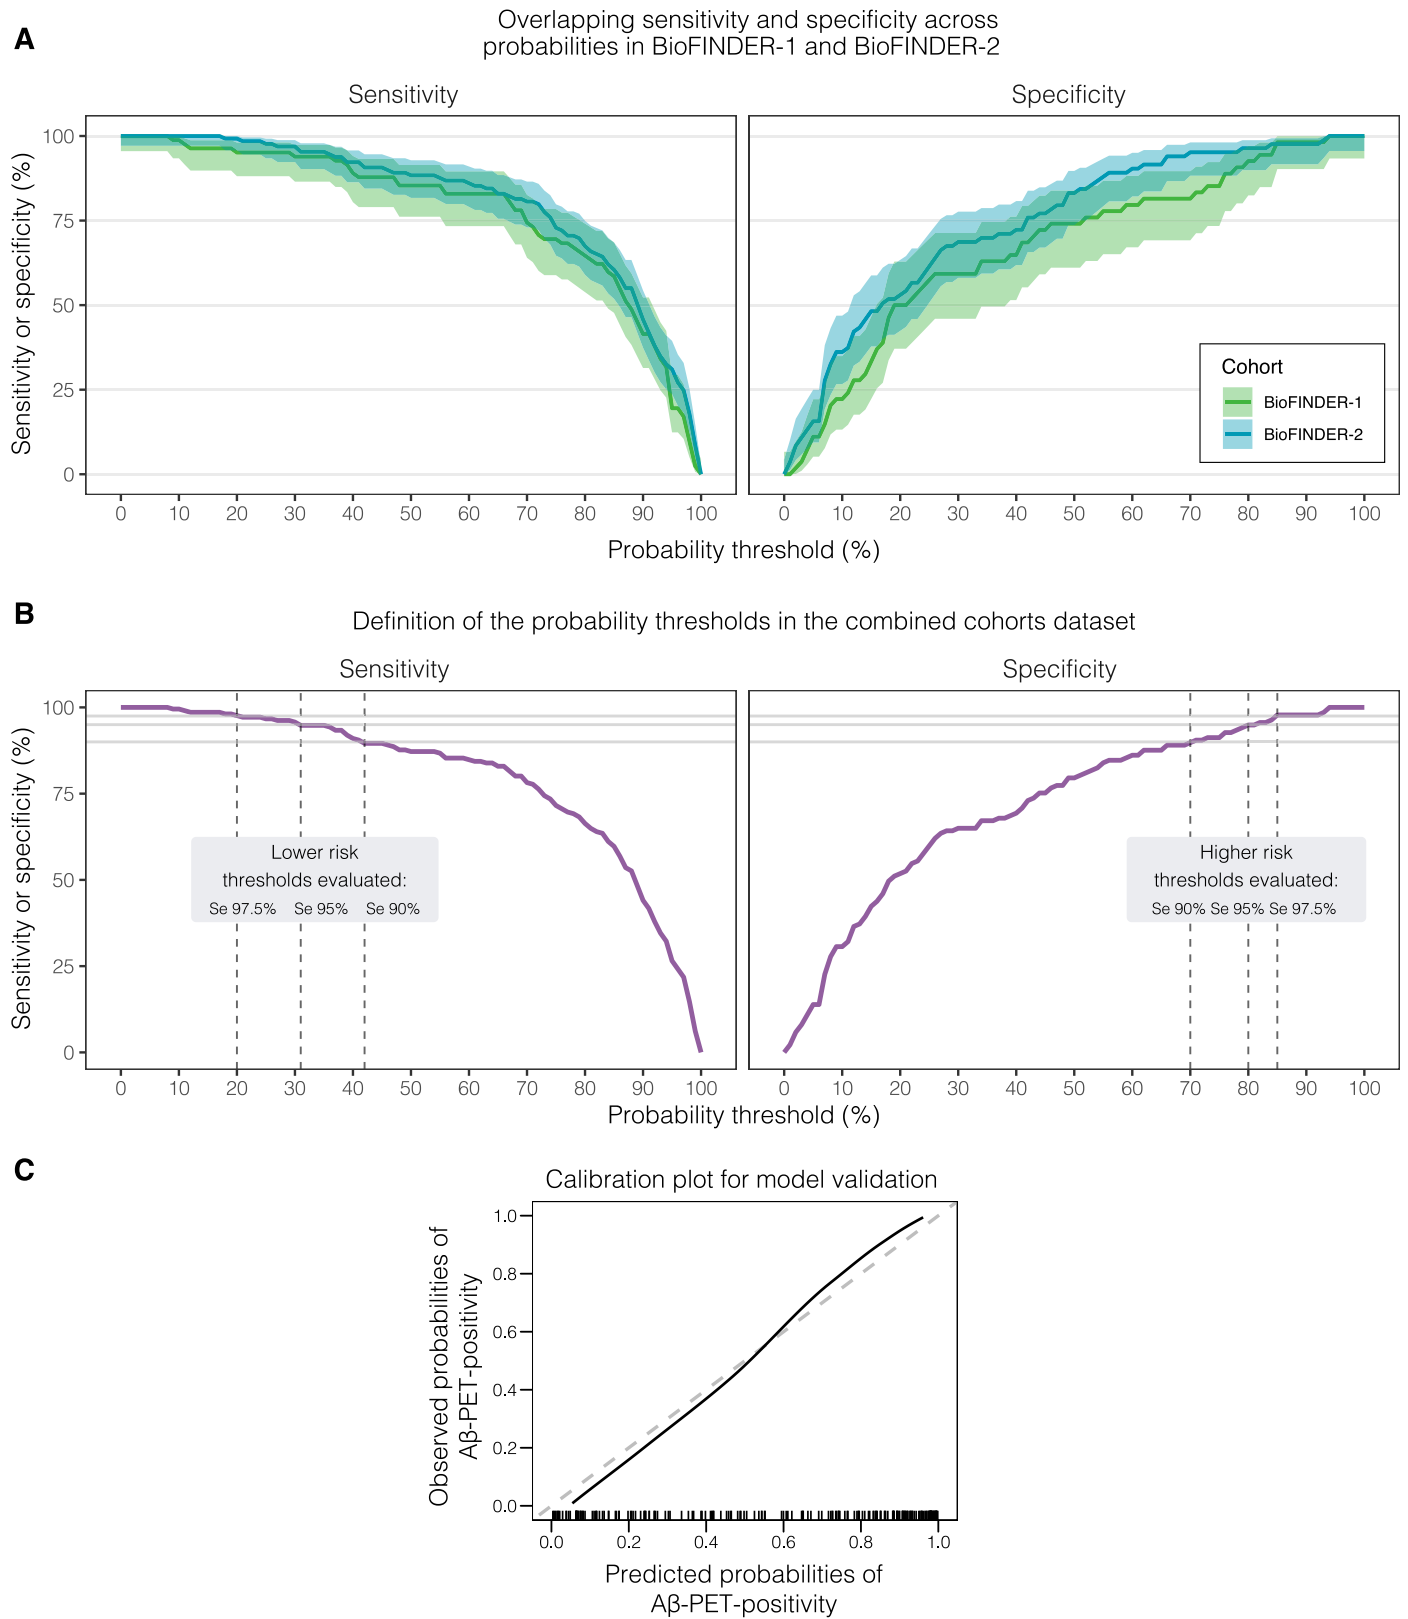 A
Overlapping sensitivity and specificity across
probabilities in BioFINDER-1 and BioFINDER-2
Sensitivity
Specificity
Sensitivity or specificity (%)
100
75
50
25
0
Cohort
BioFINDER-1
BioFINDER-2
0 10 20 30 40 50 60 70 80 90 100
0 10 20 30 40 50 60 70 80 90 100
Probability threshold (%)
B
Definition of the probability thresholds in the combined cohorts dataset
Sensitivity
Specificity
Sensitivity or specificity (%)
100
75
50
25
0
Lower risk
thresholds evaluated:
Se 97.5% Se 95% Se 90%
Higher risk
thresholds evaluated:
Se 90% Se 95% Se 97.5%
0 10 20 30 40 50 60 70 80 90 100
0 10 20 30 40 50 60 70 80 90 100
Probability threshold (%)
C
Calibration plot for model validation
Observed probabilities of
Aβ-PET-positivity
1.0
0.8
0.6
0.4
0.2
0.0
0.0 0.2 0.4 0.6 0.8 1.0
Predicted probabilities of
Aβ-PET-positivity